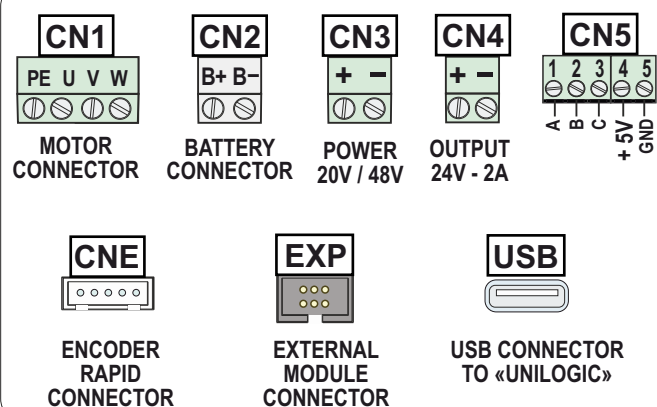 CN1 CN2 CN3 CN4 CN5
PE U V W B+ B− + − + − 1 2 3 4 5
A B C + 5V GND
MOTOR
CONNECTOR
BATTERY
CONNECTOR
POWER
20V / 48V
OUTPUT
24V - 2A
CNE EXP USB
ENCODER
RAPID
CONNECTOR
EXTERNAL
MODULE
CONNECTOR
USB CONNECTOR
TO «UNILOGIC»